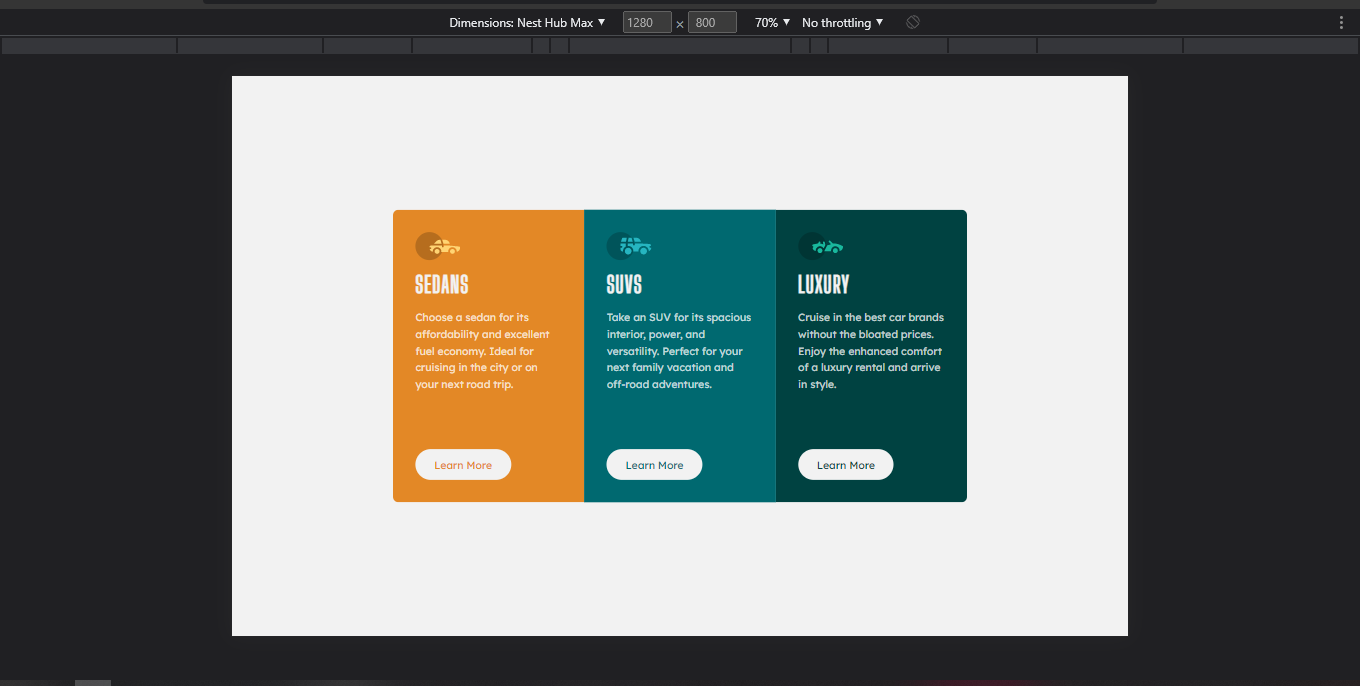 Dimensions: Nest Hub Max ▼ 1280 × 800 70% ▼ No throttling ▼
SEDANS
Choose a sedan for its
affordability and excellent
fuel economy. Ideal for
cruising in the city or on
your next road trip.
Learn More
SUVS
Take an SUV for its spacious
interior, power, and
versatility. Perfect for your
next family vacation and
off-road adventures.
Learn More
LUXURY
Cruise in the best car brands
without the bloated prices.
Enjoy the enhanced comfort
of a luxury rental and arrive
in style.
Learn More